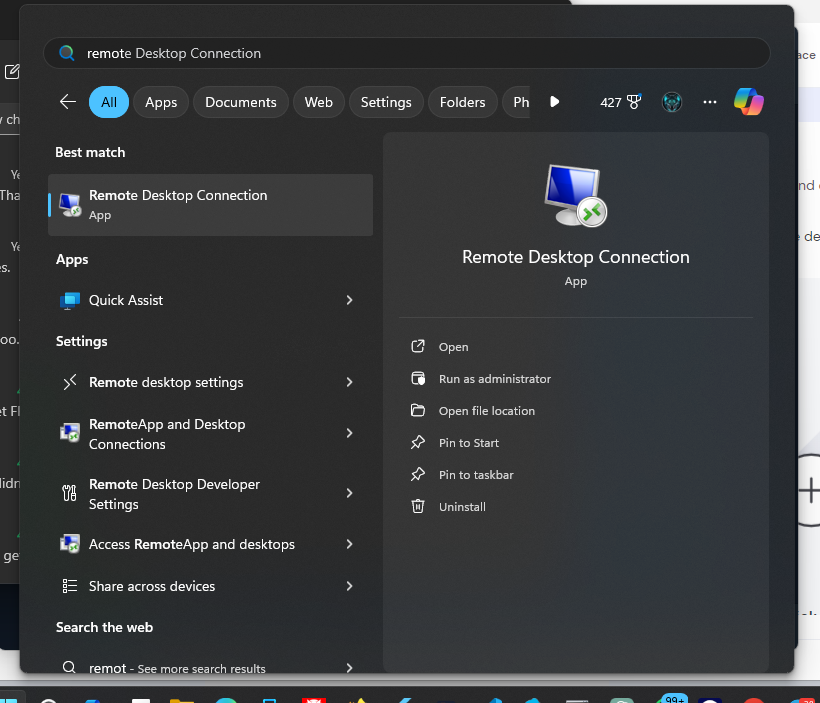 remote Desktop Connection
All
Apps
Documents
Web
Settings
Folders
Ph
427
Best match
Remote Desktop Connection
App
Apps
Quick Assist
Settings
Remote desktop settings
RemoteApp and Desktop
Connections
Remote Desktop Developer
Settings
Access RemoteApp and desktops
Share across devices
Search the web
remot - See more search results
Remote Desktop Connection
App
Open
Run as administrator
Open file location
Pin to Start
Pin to taskbar
Uninstall
99+